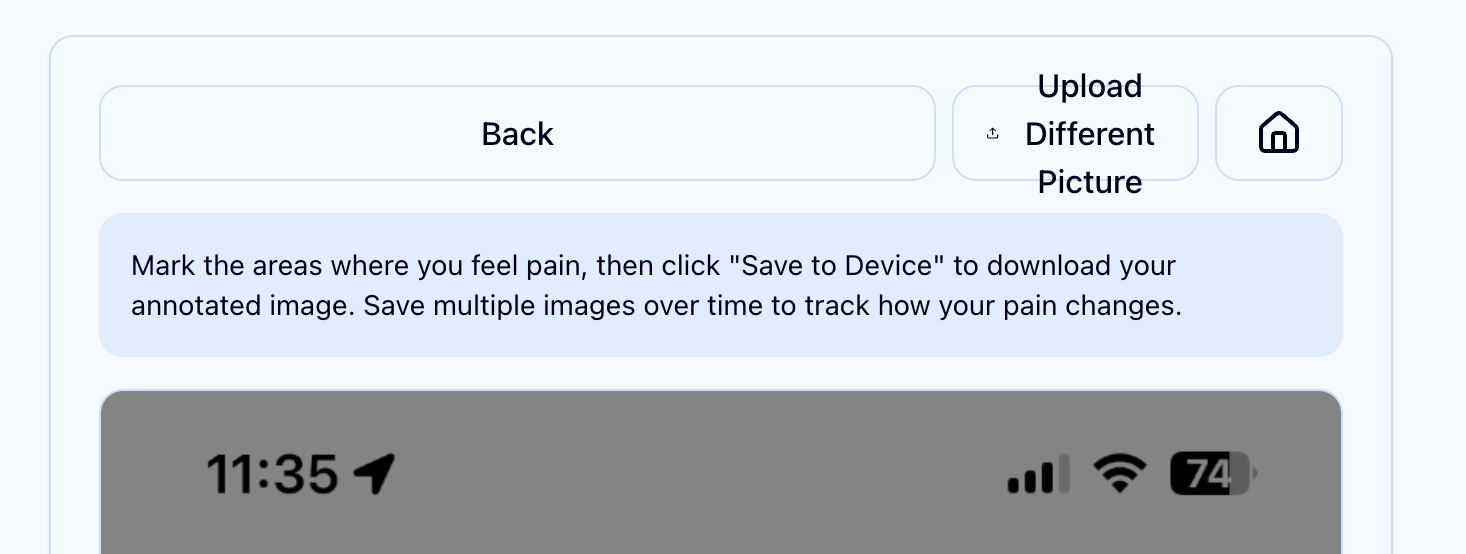 Back
Upload
Different
Picture
Mark the areas where you feel pain, then click "Save to Device" to download your
annotated image. Save multiple images over time to track how your pain changes.
11:35
74